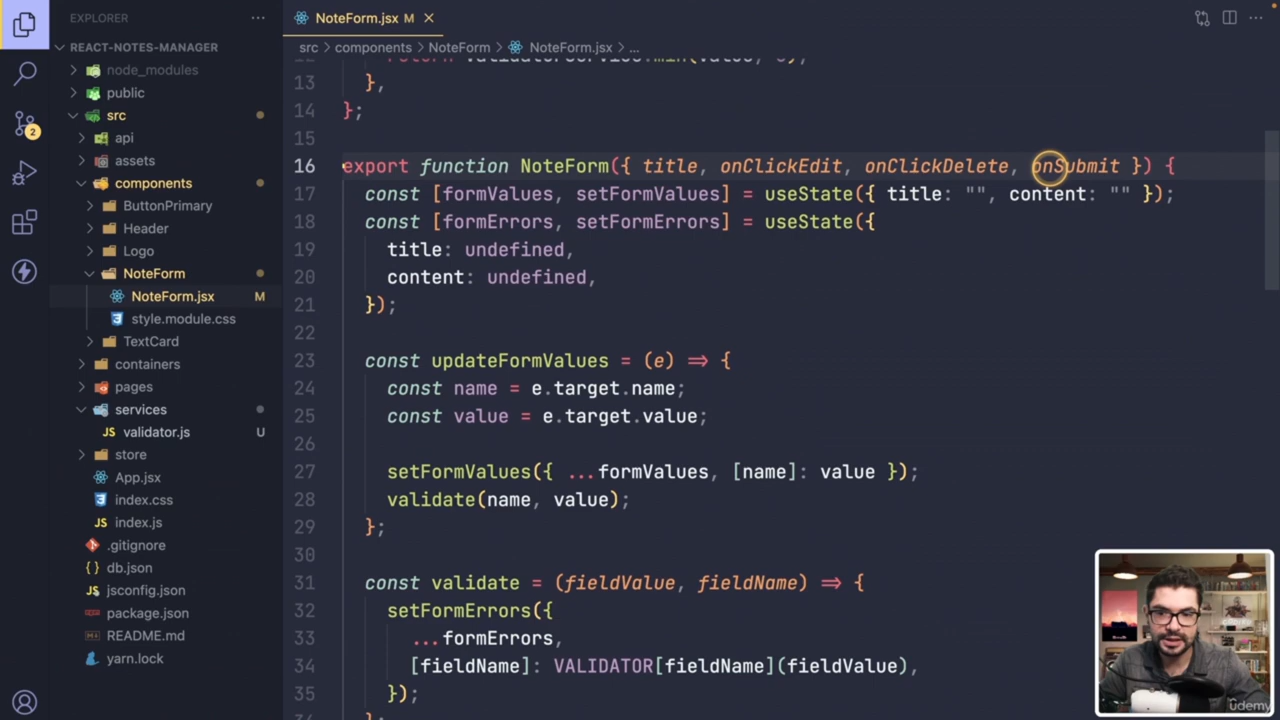 EXPLORER
REACT-NOTES-MANAGER
node_modules
public
src
api
assets
components
ButtonPrimary
Header
Logo
NoteForm
NoteForm.jsx M
style.module.css
TextCard
containers
pages
services
JS validator.js U
store
App.jsx
index.css
JS index.js
.gitignore
db.json
jsconfig.json
package.json
README.md
yarn.lock
2
NoteForm.jsx M
src > components > NoteForm > NoteForm.jsx > ...
13 },
14 };
15
16 export function NoteForm({ title, onClickEdit, onClickDelete, onSubmit }) {
17 const [formValues, setFormValues] = useState({ title: "", content: "" });
18 const [formErrors, setFormErrors] = useState({
19 title: undefined,
20 content: undefined,
21 });
22
23 const updateFormValues = (e) => {
24 const name = e.target.name;
25 const value = e.target.value;
26
27 setFormValues({ ...formValues, [name]: value });
28 validate(name, value);
29 };
30
31 const validate = (fieldValue, fieldName) => {
32 setFormErrors({
33 ...formErrors,
34 [fieldName]: VALIDATOR[fieldName](fieldValue),
35 });
udemy